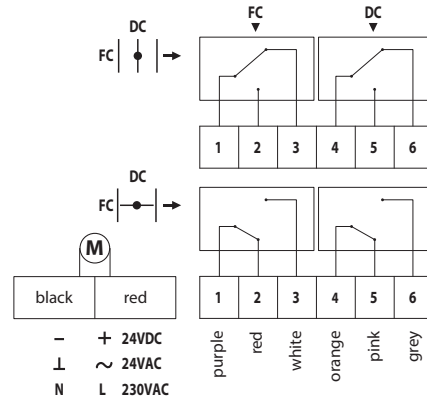 FC DC
DC
FC
1 2 3 4 5 6
DC
FC
M
black red 1 2 3 4 5 6
– + 24VDC
⊥ ~ 24VAC
N L 230VAC
purple
red
white
orange
pink
grey